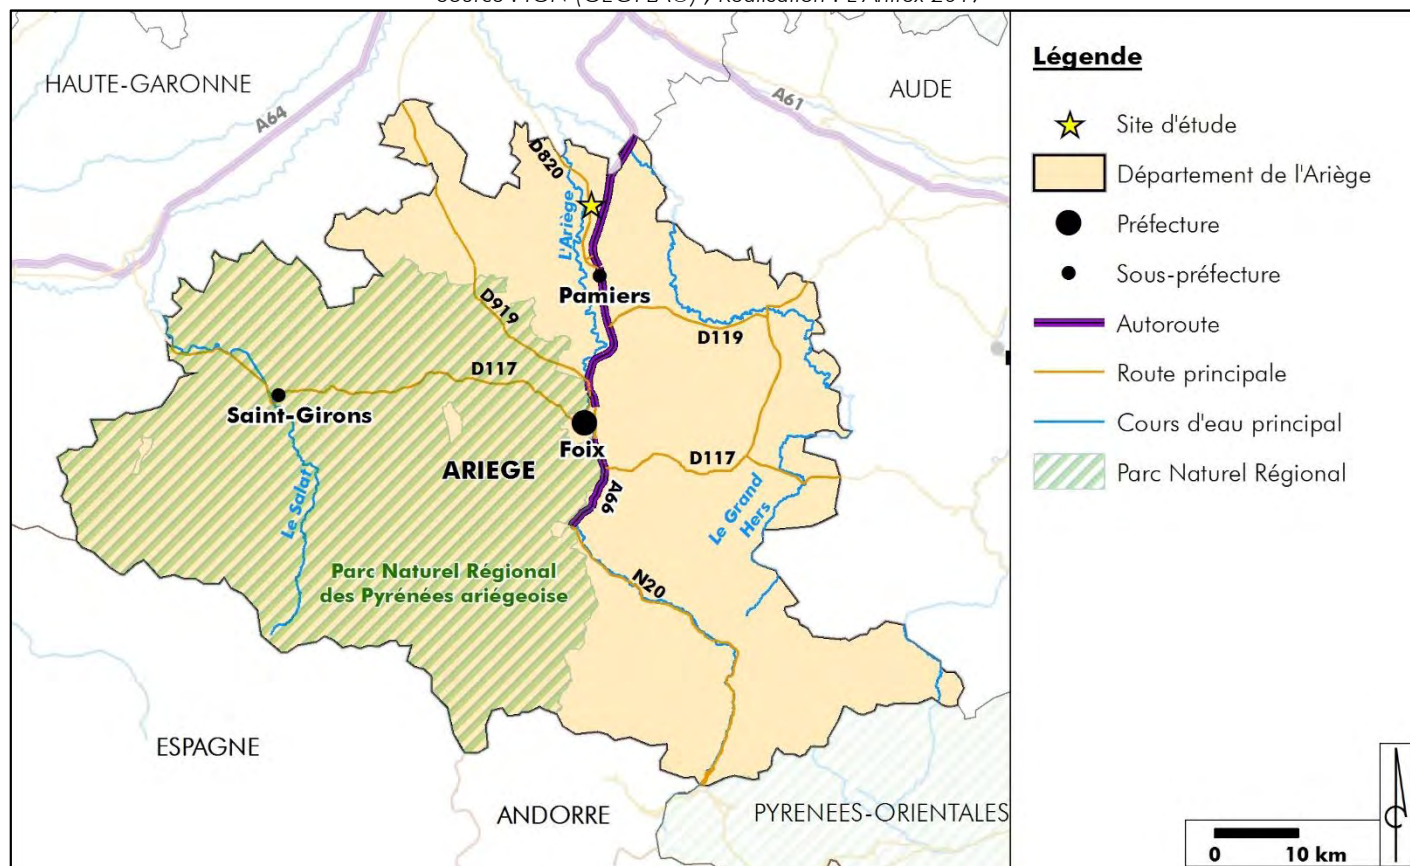 HAUTE-GARONNE
AUDE
A64
A61
D820
L'Ariège
Pamiers
D919
D119
D117
Saint-Girons
Foix
ARIEGE
D117
A66
Le Salat
Le Grand
Hers
Parc Naturel Régional
des Pyrénées ariégeoise
N20
ESPAGNE
ANDORRE
PYRENEES-ORIENTALES
Légende
Site d'étude
Département de l'Ariège
Préfecture
Sous-préfecture
Autoroute
Route principale
Cours d'eau principal
Parc Naturel Régional
0 10 km